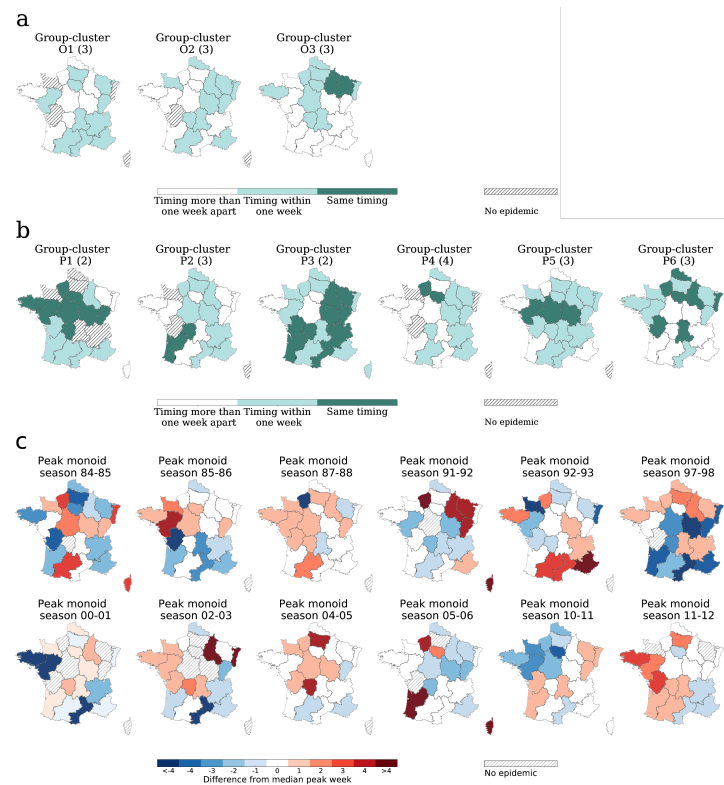 a
Group-cluster
O1 (3)
Group-cluster
O2 (3)
Group-cluster
O3 (3)
Timing more than
one week apart
Timing within
one week
Same timing
No epidemic
b
Group-cluster
P1 (2)
Group-cluster
P2 (3)
Group-cluster
P3 (2)
Group-cluster
P4 (4)
Group-cluster
P5 (3)
Group-cluster
P6 (3)
Timing more than
one week apart
Timing within
one week
Same timing
No epidemic
c
Peak monoid
season 84-85
Peak monoid
season 85-86
Peak monoid
season 87-88
Peak monoid
season 91-92
Peak monoid
season 92-93
Peak monoid
season 97-98
Peak monoid
season 00-01
Peak monoid
season 02-03
Peak monoid
season 04-05
Peak monoid
season 05-06
Peak monoid
season 10-11
Peak monoid
season 11-12
<-4 -4 -3 -2 -1 0 1 2 3 4 >4
Difference from median peak week
No epidemic